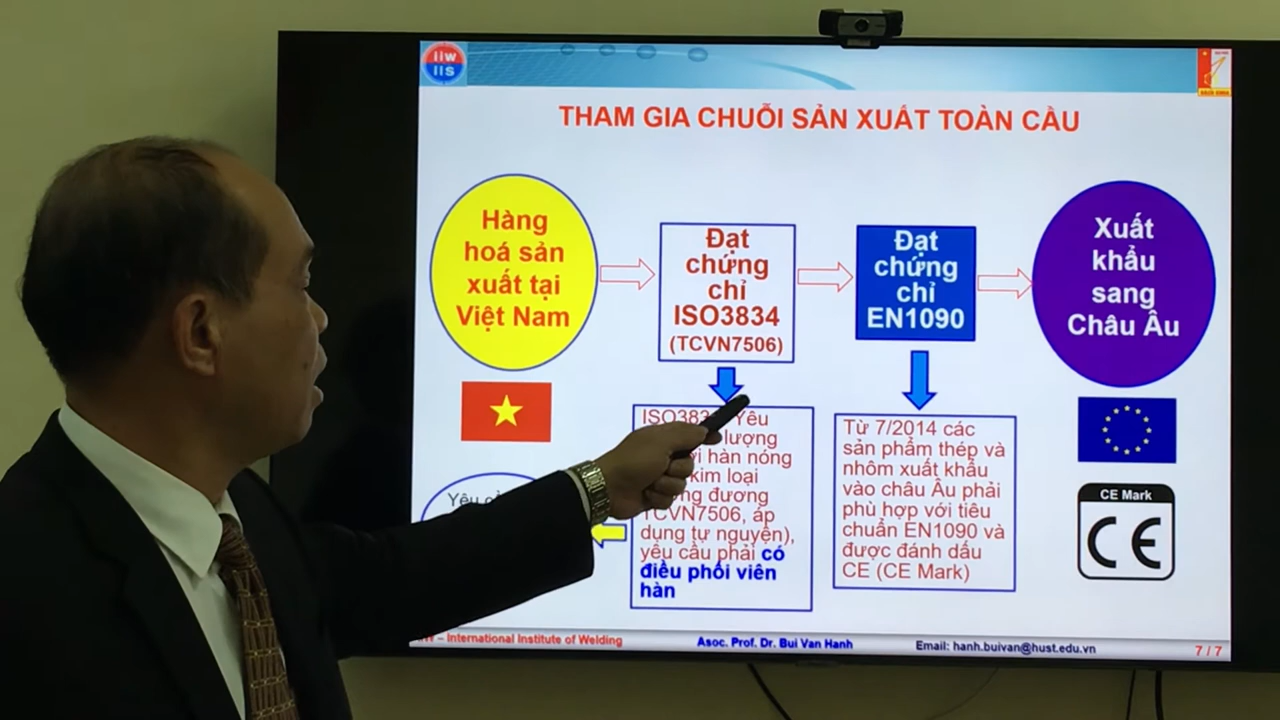 IIW
IIS
THAM GIA CHUỖI SẢN XUẤT TOÀN CẦU
Hàng
hoá sản
xuất tại
Việt Nam
Đạt
chứng
chỉ
ISO3834
(TCVN7506)
Đạt
chứng
chỉ
EN1090
Xuất
khẩu
sang
Châu Âu
ISO383 Yêu
lượng
hàn nóng
kim loại
đương
TCVN7506, áp
dụng tự nguyện),
yêu cầu phải có
điều phối viên
hàn
Từ 7/2014 các
sản phẩm thép và
nhôm xuất khẩu
vào châu Âu phải
phù hợp với tiêu
chuẩn EN1090 và
được đánh dấu
CE (CE Mark)
CE Mark
CE
Yêu
– International Institute of Welding
Asoc. Prof. Dr. Bui Van Hanh
Email: hanh.buivan@hust.edu.vn
7 / 7